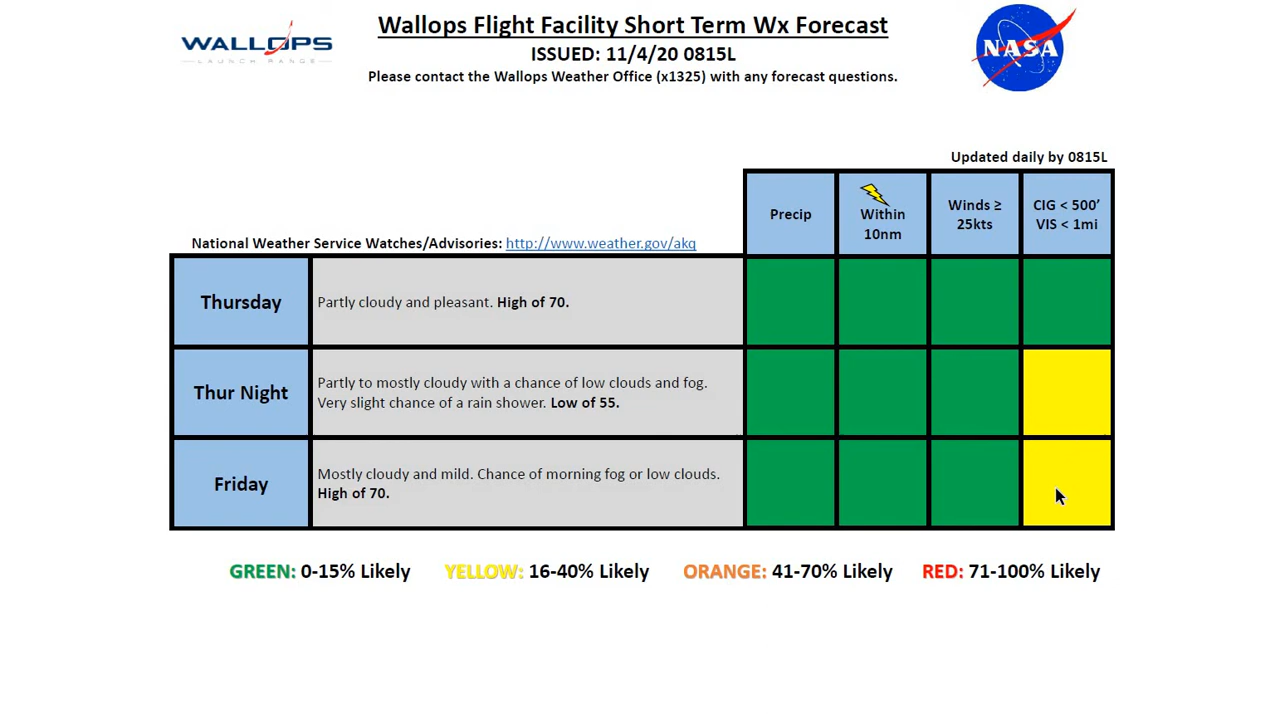 WALLOPS
LAUNCH RANGE
Wallops Flight Facility Short Term Wx Forecast
ISSUED: 11/4/20 0815L
Please contact the Wallops Weather Office (x1325) with any forecast questions.
NASA
Updated daily by 0815L
National Weather Service Watches/Advisories: http://www.weather.gov/akq
Precip
Within
10nm
Winds ≥
25kts
CIG < 500’
VIS < 1mi
Thursday
Partly cloudy and pleasant. High of 70.
Thur Night
Partly to mostly cloudy with a chance of low clouds and fog.
Very slight chance of a rain shower. Low of 55.
Friday
Mostly cloudy and mild. Chance of morning fog or low clouds.
High of 70.
GREEN: 0-15% Likely YELLOW: 16-40% Likely ORANGE: 41-70% Likely RED: 71-100% Likely